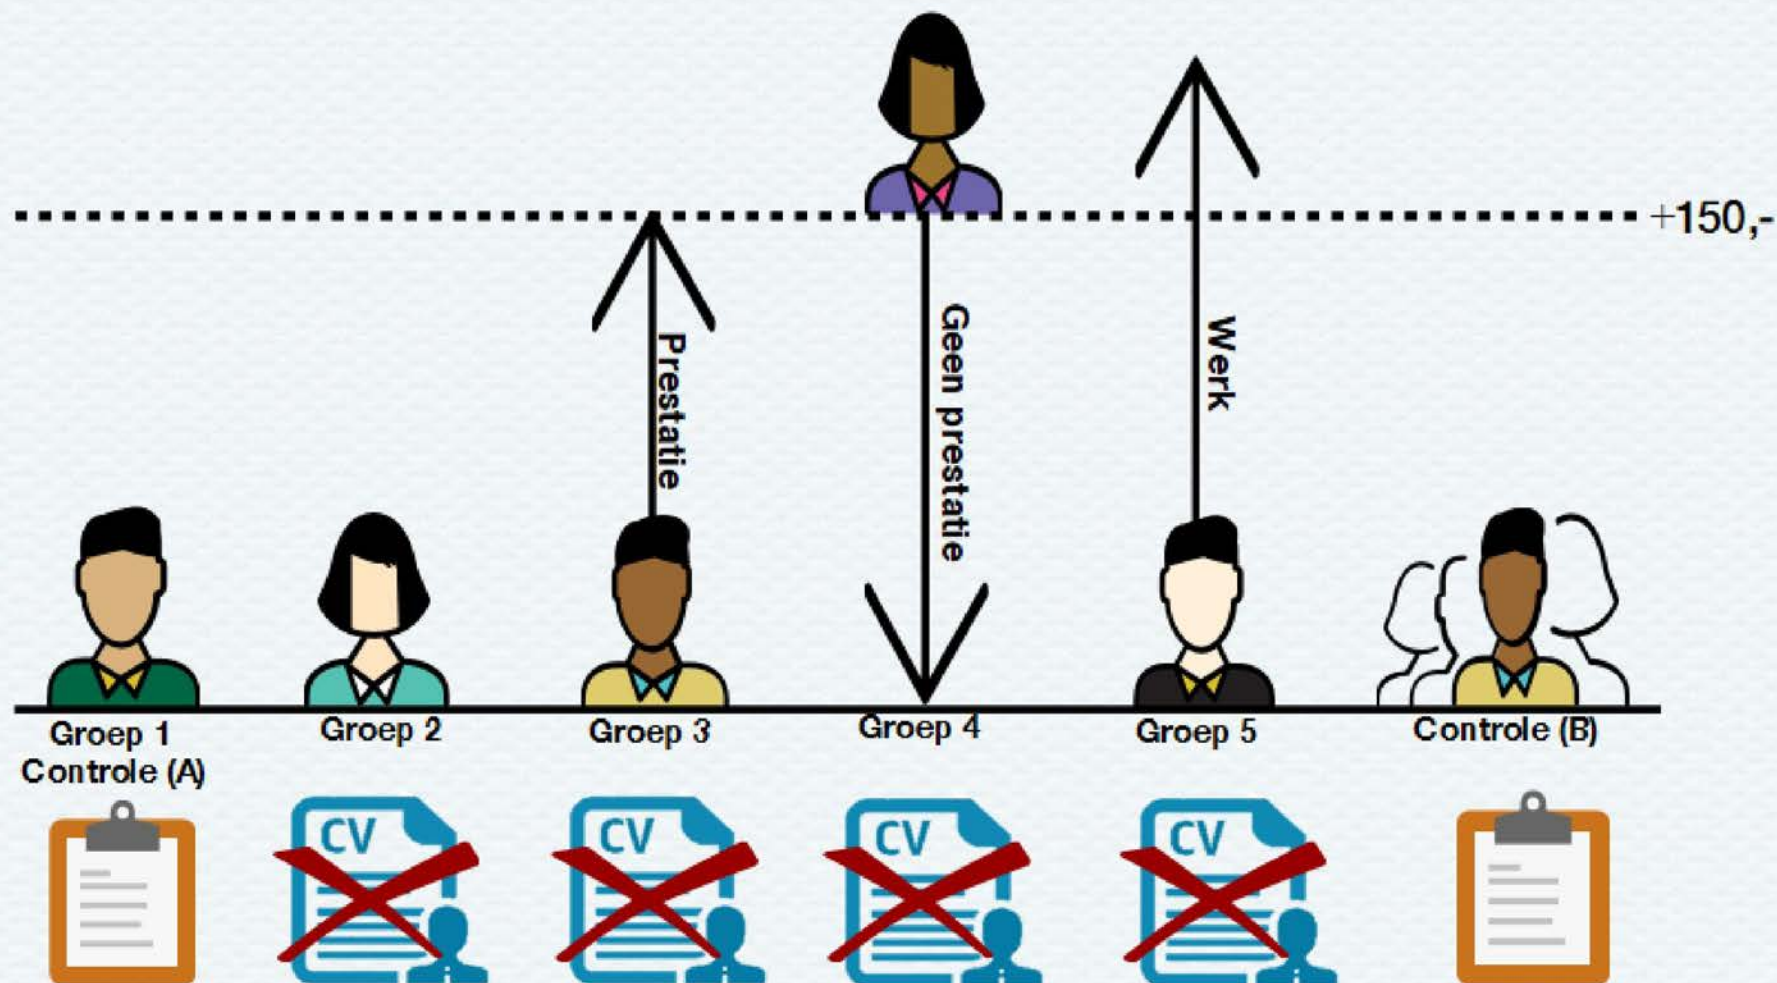 +150,-
Prestatie
Geen prestatie
Werk
Groep 1
Controle (A)
Groep 2
Groep 3
Groep 4
Groep 5
Controle (B)
CV
CV
CV
CV